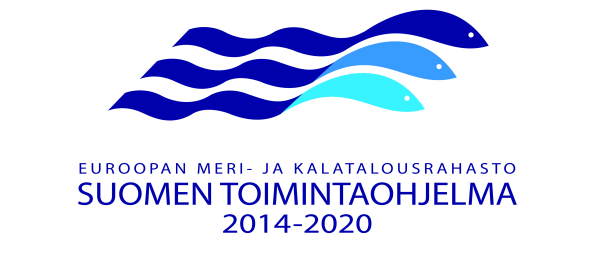 EUROOPAN MERI- JA KALATALOUSRAHASTO
SUOMEN TOIMINTAOHJELMA
2014-2020